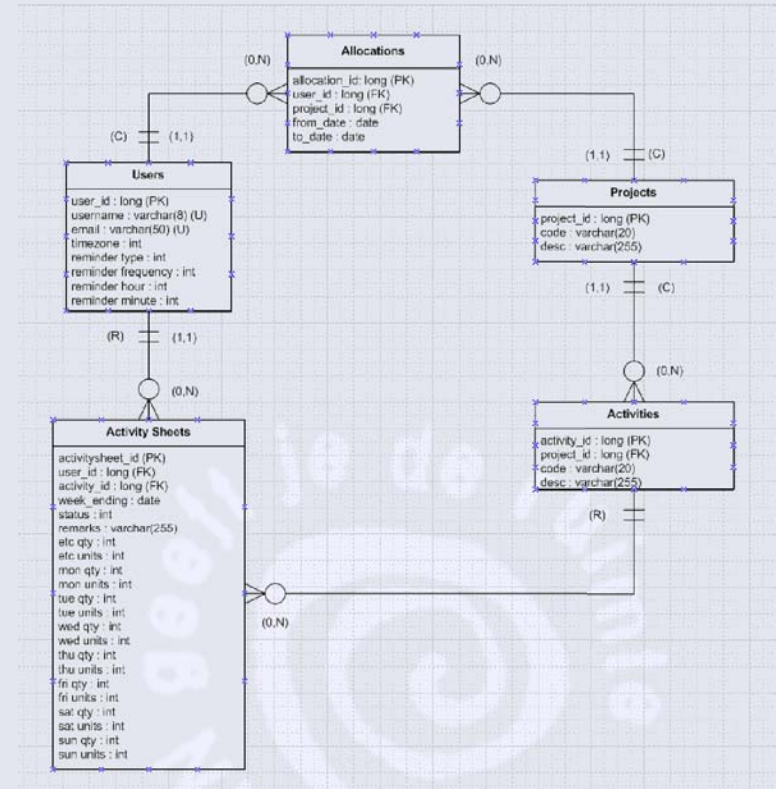 Allocations
(0,N)
(0,N)
allocation_id: long (PK)
user_id : long (FK)
project_id : long (FK)
from_date : date
to_date : date
(C)
(1,1)
(1,1)
(C)
Users
user_id : long (PK)
username : varchar(8) (U)
email : varchar(50) (U)
timezone : int
reminder type : int
reminder frequency : int
reminder hour : int
reminder minute : int
Projects
project_id : long (PK)
code : varchar(20)
desc : varchar(255)
(1,1)
(C)
(R)
(1,1)
(0,N)
(0,N)
Activities
activity_id : long (PK)
project_id : long (FK)
code : varchar(20)
desc : varchar(255)
(R)
Activity Sheets
activitysheet_id (PK)
user_id : long (FK)
activity_id : long (FK)
week_ending : date
status : int
remarks : varchar(255)
etc qty : int
etc units : int
mon qty : int
mon units : int
tue qty : int
tue units : int
wed qty : int
wed units : int
thu qty : int
thu units : int
fri qty : int
fri units : int
sat qty : int
sat units : int
sun qty : int
sun units : int
(0,N)